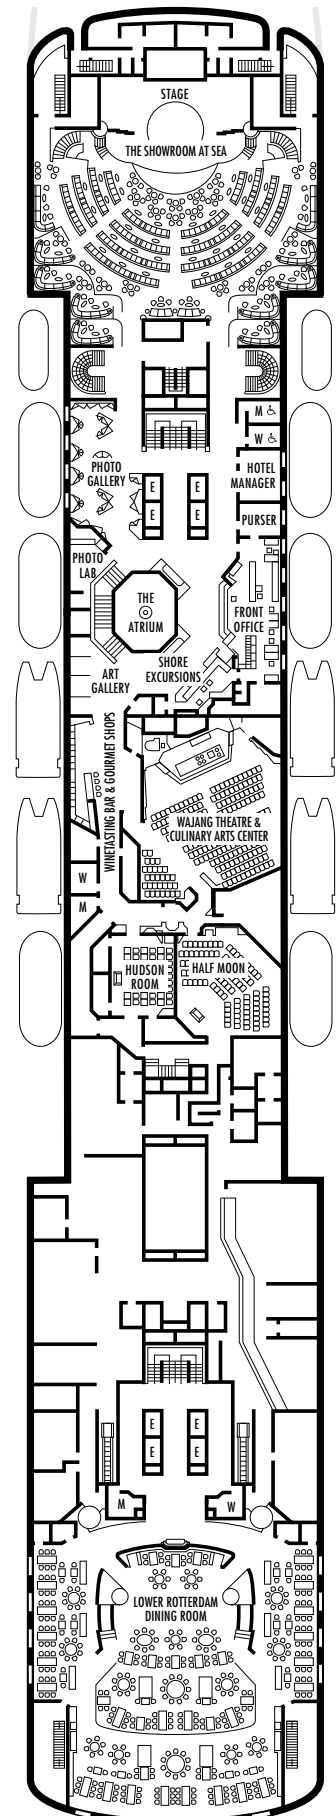 STAGE
THE SHOWROOM AT SEA
M
W
PHOTO
GALLERY
E E
E E
HOTEL
MANAGER
PURSER
PHOTO
LAB
THE
ATRIUM
FRONT
OFFICE
SHORE
EXCURSIONS
ART
GALLERY
WINETASTING BAR & GOURMET SHOPS
WAJANG THEATRE &
CULINARY ARTS CENTER
W
M
HUDSON
ROOM
HALF MOON
E E
E E
M W
LOWER ROTTERDAM
DINING ROOM